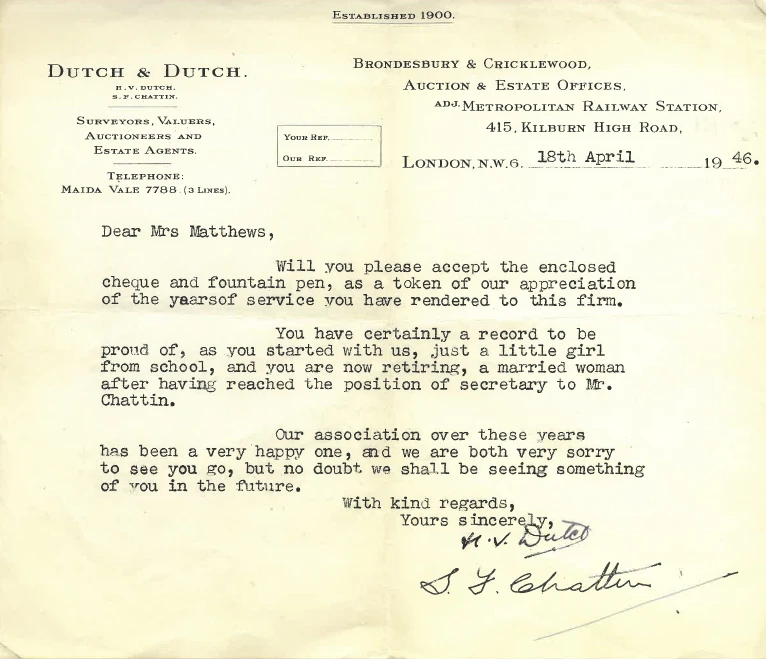 ESTABLISHED 1900.
DUTCH & DUTCH.
H.V. DUTCH.
S.F. CHATTIN.
SURVEYORS, VALUERS,
AUCTIONEERS AND
ESTATE AGENTS.
TELEPHONE:
MAIDA VALE 7788. (3 LINES).
YOUR REF.
OUR REF.
BRONDESBURY & CRICKLEWOOD,
AUCTION & ESTATE OFFICES,
ADJ. METROPOLITAN RAILWAY STATION,
415, KILBURN HIGH ROAD,
LONDON, N.W.6. 18th April 1946.
Dear Mrs Matthews,
Will you please accept the enclosed
cheque and fountain pen, as a token of our appreciation
of the yaarsof service you have rendered to this firm.
You have certainly a record to be
proud of, as you started with us, just a little girl
from school, and you are now retiring, a married woman
after having reached the position of secretary to Mr.
Chattin.
Our association over these years
has been a very happy one, and we are both very sorry
to see you go, but no doubt we shall be seeing something
of you in the future.
With kind regards,
Yours sincerely,
H.V. Dutch
S. F. Chattin